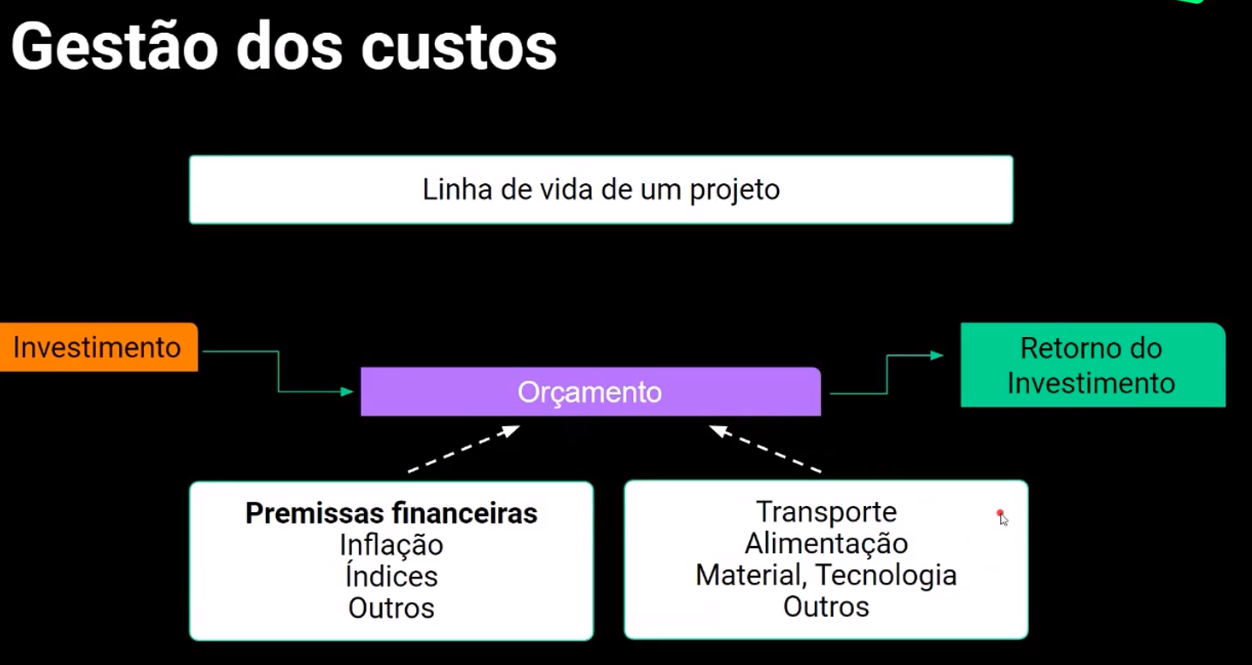 Gestão dos custos
Linha de vida de um projeto
Investimento
Orçamento
Retorno do
Investimento
Premissas financeiras
Inflação
Índices
Outros
Transporte
Alimentação
Material, Tecnologia
Outros